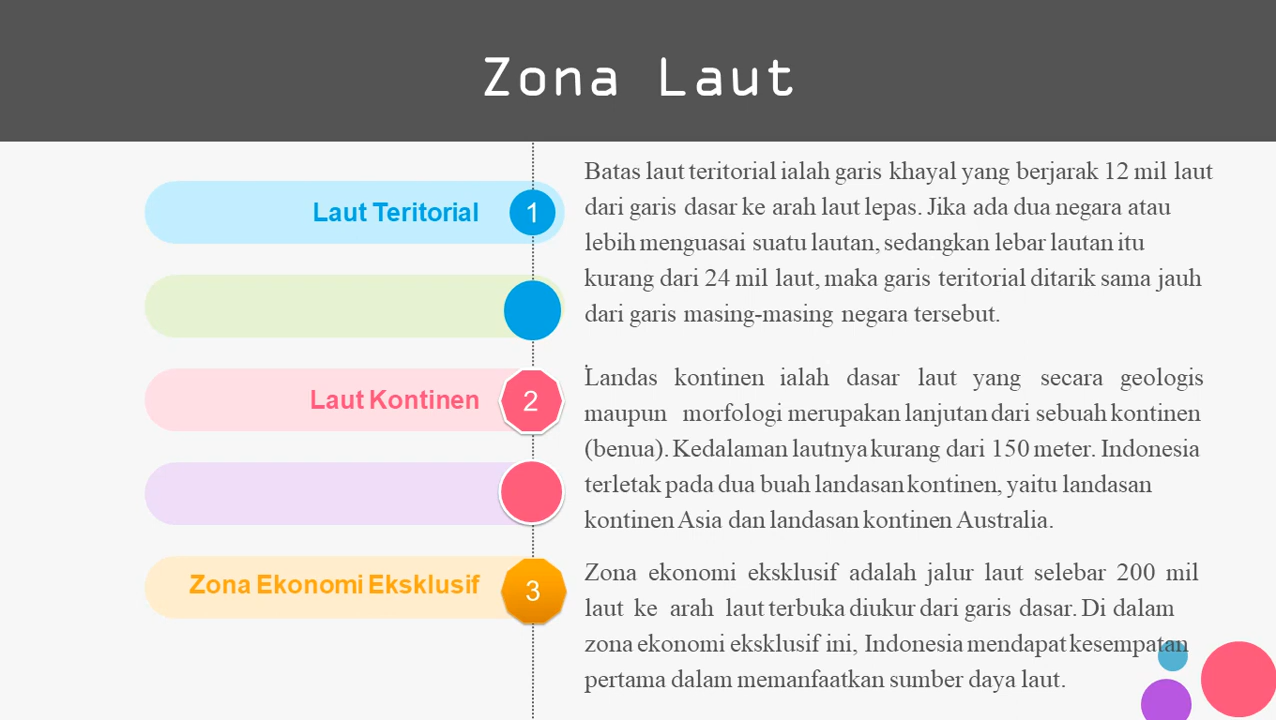 Zona Laut
Laut Teritorial 1
Batas laut teritorial ialah garis khayal yang berjarak 12 mil laut
dari garis dasar ke arah laut lepas. Jika ada dua negara atau
lebih menguasai suatu lautan, sedangkan lebar lautan itu
kurang dari 24 mil laut, maka garis teritorial ditarik sama jauh
dari garis masing-masing negara tersebut.
Laut Kontinen 2
Landas kontinen ialah dasar laut yang secara geologis
maupun morfologi merupakan lanjutan dari sebuah kontinen
(benua). Kedalaman lautnya kurang dari 150 meter. Indonesia
terletak pada dua buah landasan kontinen, yaitu landasan
kontinen Asia dan landasan kontinen Australia.
Zona Ekonomi Eksklusif 3
Zona ekonomi eksklusif adalah jalur laut selebar 200 mil
laut ke arah laut terbuka diukur dari garis dasar. Di dalam
zona ekonomi eksklusif ini, Indonesia mendapat kesempatan
pertama dalam memanfaatkan sumber daya laut.